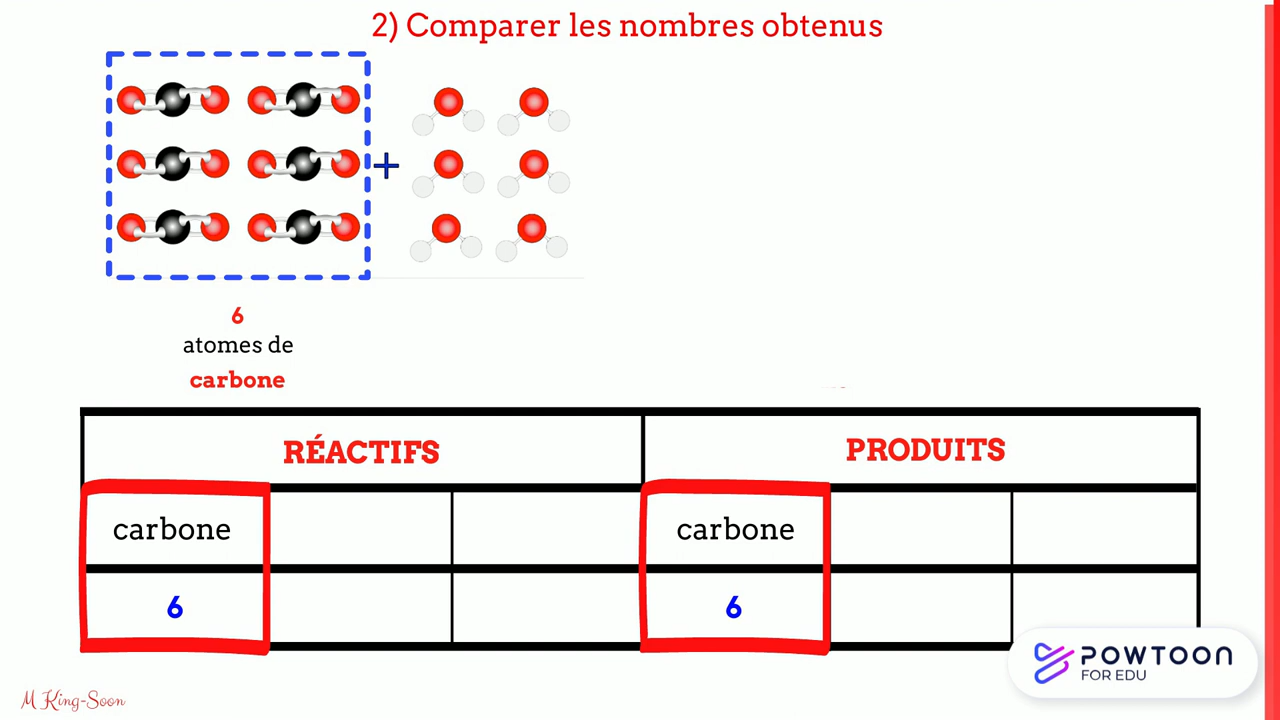 2) Comparer les nombres obtenus
+
6
atomes de
carbone
RÉACTIFS PRODUITS
carbone carbone
6 6
POWTOON
FOR EDU
M King-Soon